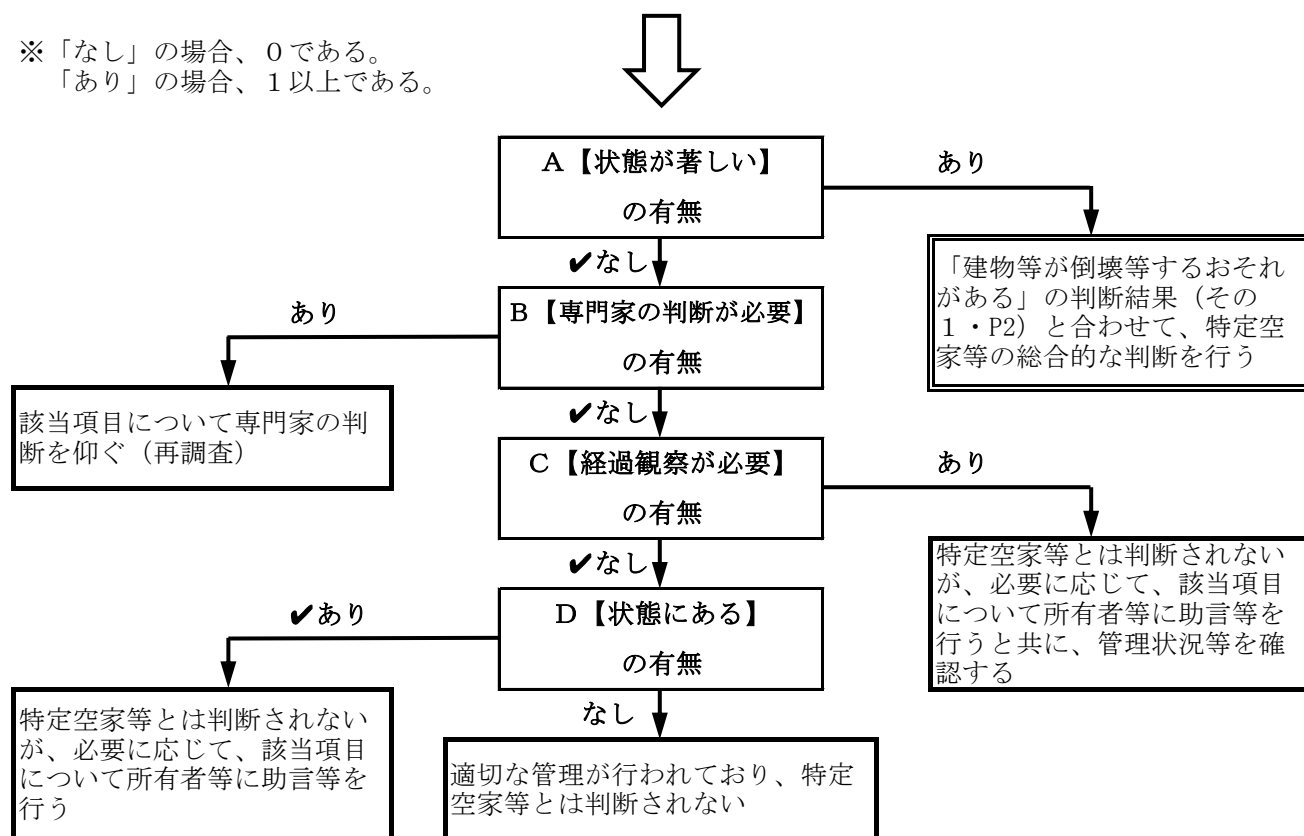 ※「なし」の場合、０である。
「あり」の場合、１以上である。
Ａ【状態が著しい】
の有無
あり
✔なし
「建物等が倒壊等するおそれ
がある」の判断結果（その
１・P2）と合わせて、特定空
家等の総合的な判断を行う
あり
Ｂ【専門家の判断が必要】
の有無
✔なし
該当項目について専門家の判
断を仰ぐ（再調査）
Ｃ【経過観察が必要】
の有無
あり
✔なし
特定空家等とは判断されない
が、必要に応じて、該当項目
について所有者等に助言等を
行うと共に、管理状況等を確
認する
✔あり
Ｄ【状態にある】
の有無
なし
特定空家等とは判断されない
が、必要に応じて、該当項目
について所有者等に助言等を
行う
適切な管理が行われており、特定
空家等とは判断されない